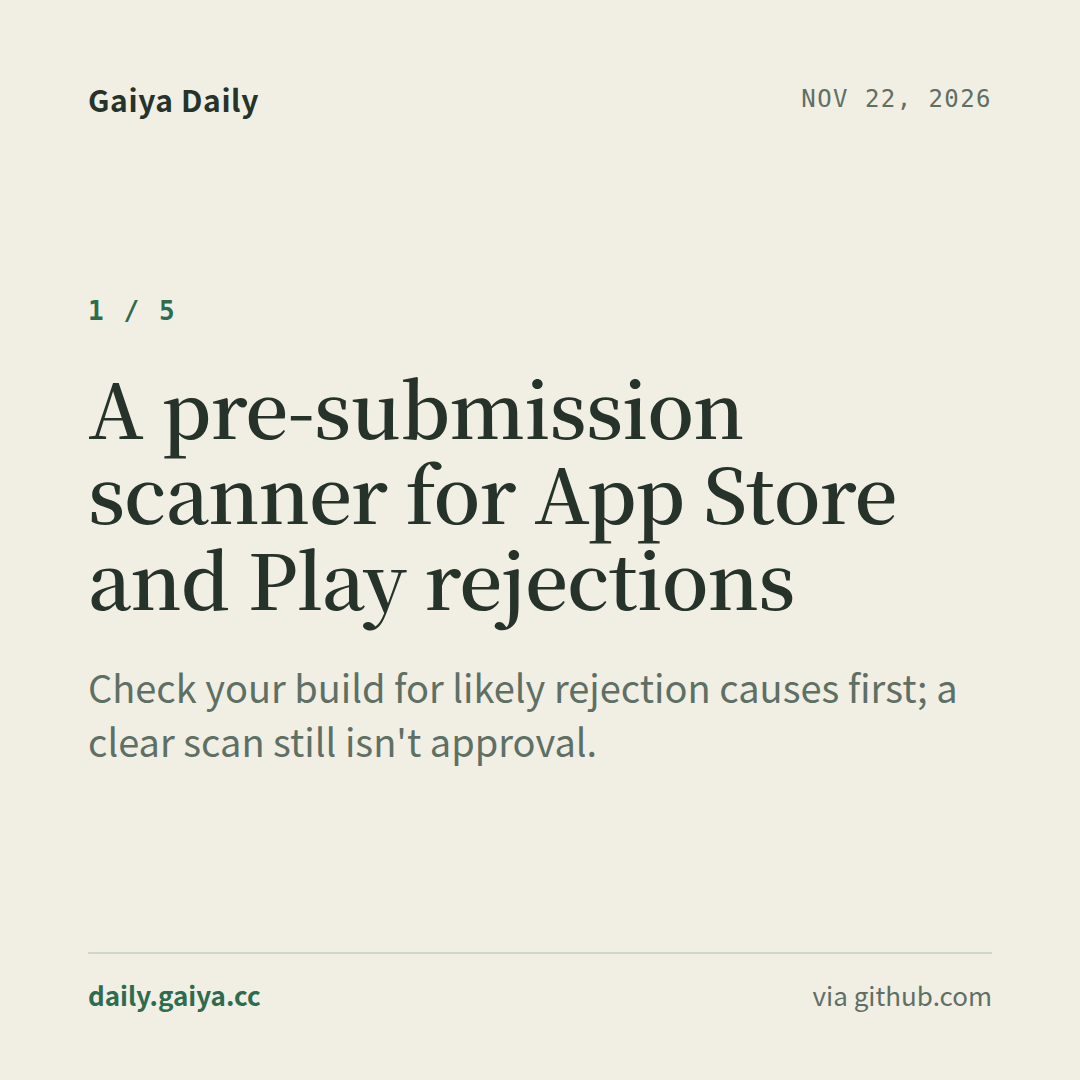 Gaiya Daily
NOV 22, 2026
1 / 5
A pre-submission
scanner for App Store
and Play rejections
Check your build for likely rejection causes first; a
clear scan still isn't approval.
daily.gaiya.cc
via github.com